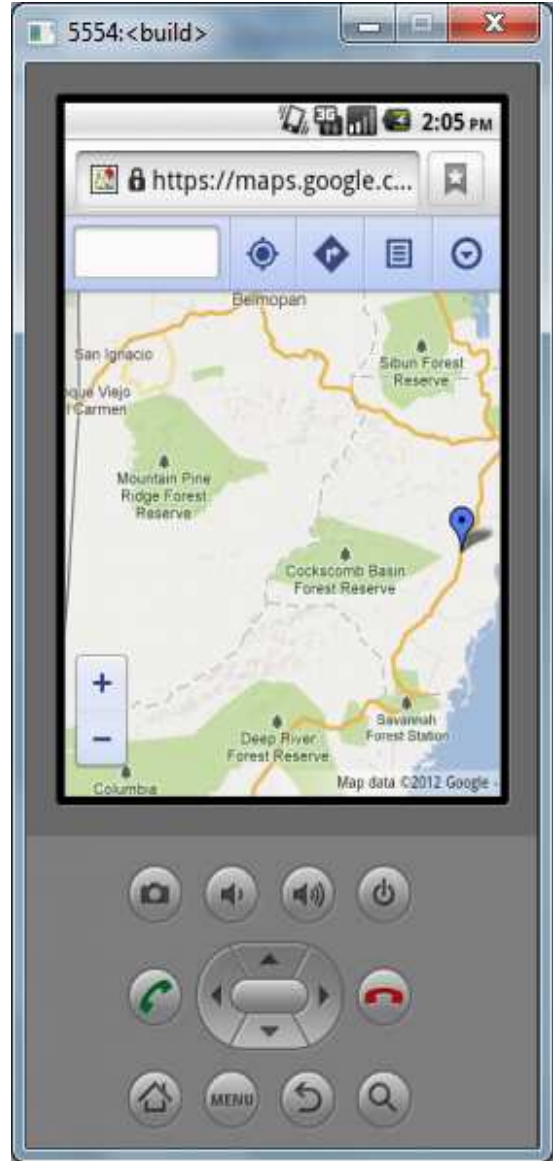 5554:<build>
3G
2:05 PM
https://maps.google.c...
Belmopan
San Ignacio
Sibun Forest
Reserve
que Viejo
l Carmen
Mountain Pine
Ridge Forest
Reserve
Cockscomb Basin
Forest Reserve
+
−
Savannah
Forest Station
Deep River
Forest Reserve
Columbia
Map data ©2012 Google -
MENU